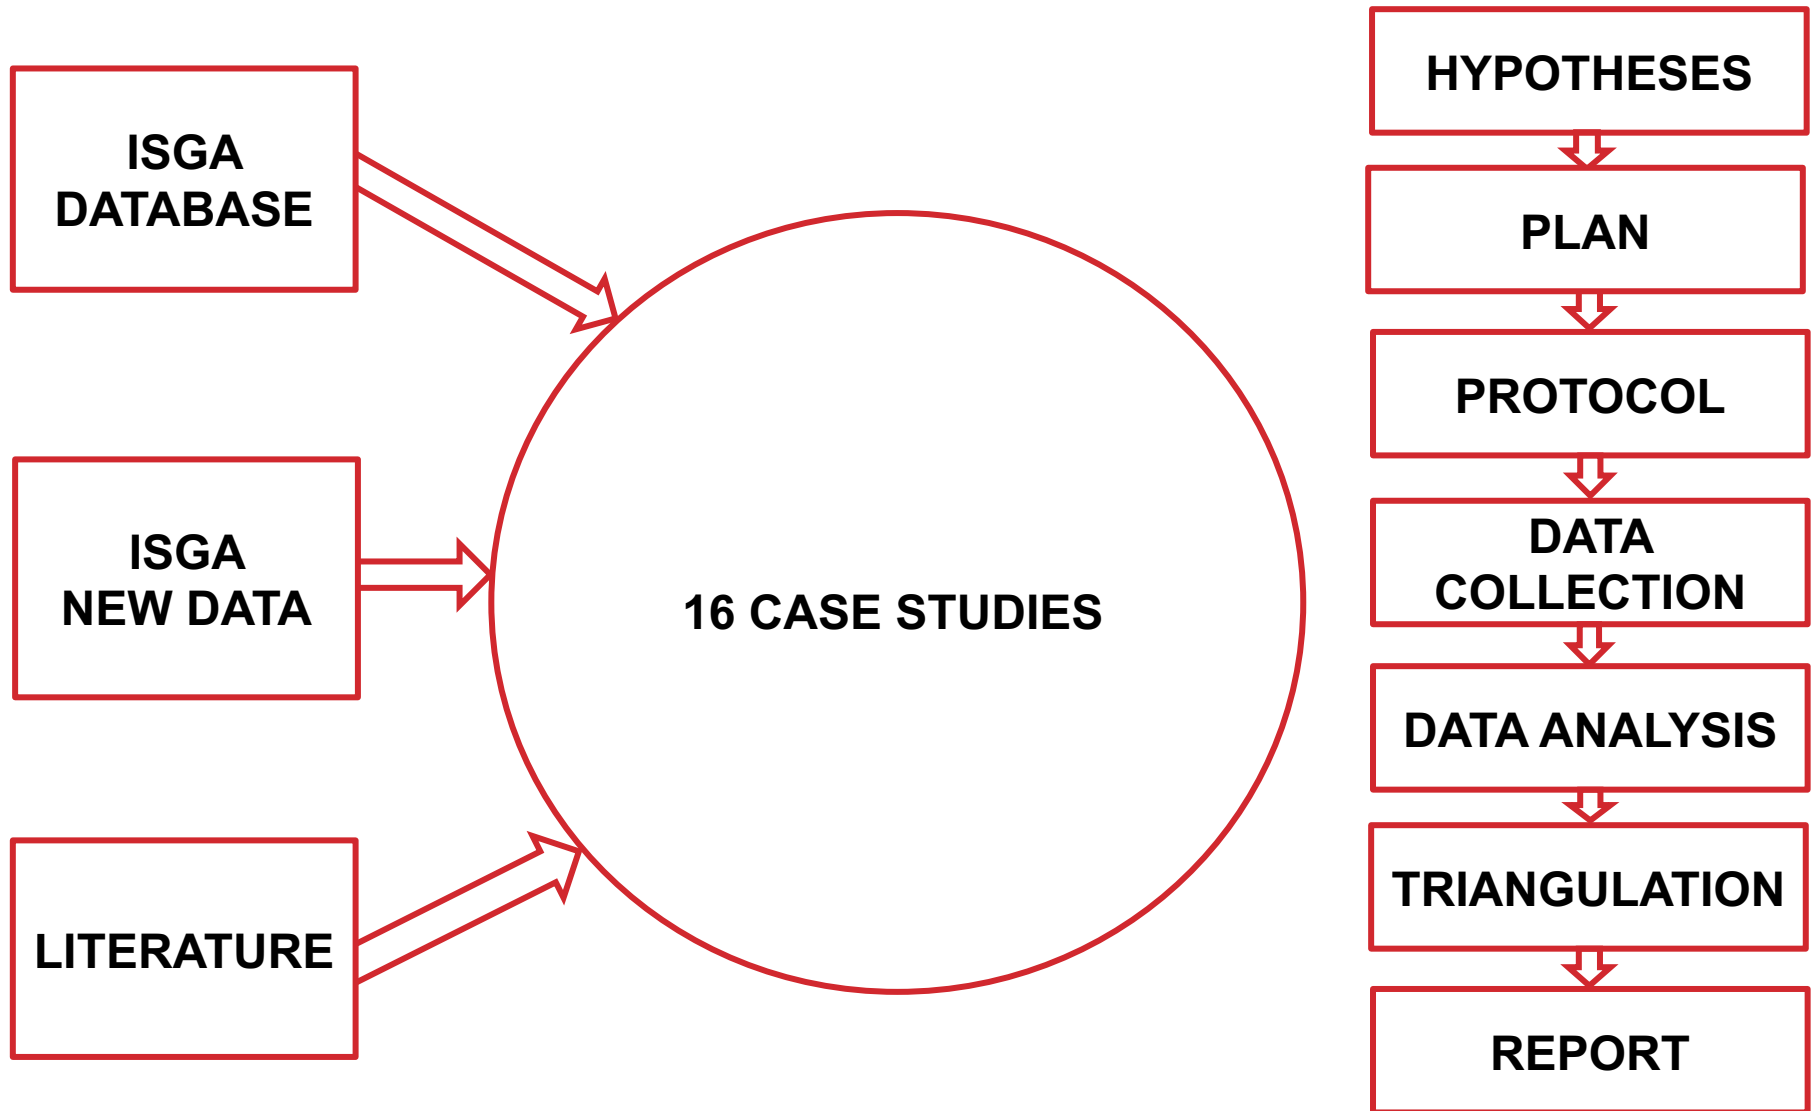 ISGA
DATABASE
ISGA
NEW DATA
LITERATURE
16 CASE STUDIES
HYPOTHESES
PLAN
PROTOCOL
DATA
COLLECTION
DATA ANALYSIS
TRIANGULATION
REPORT